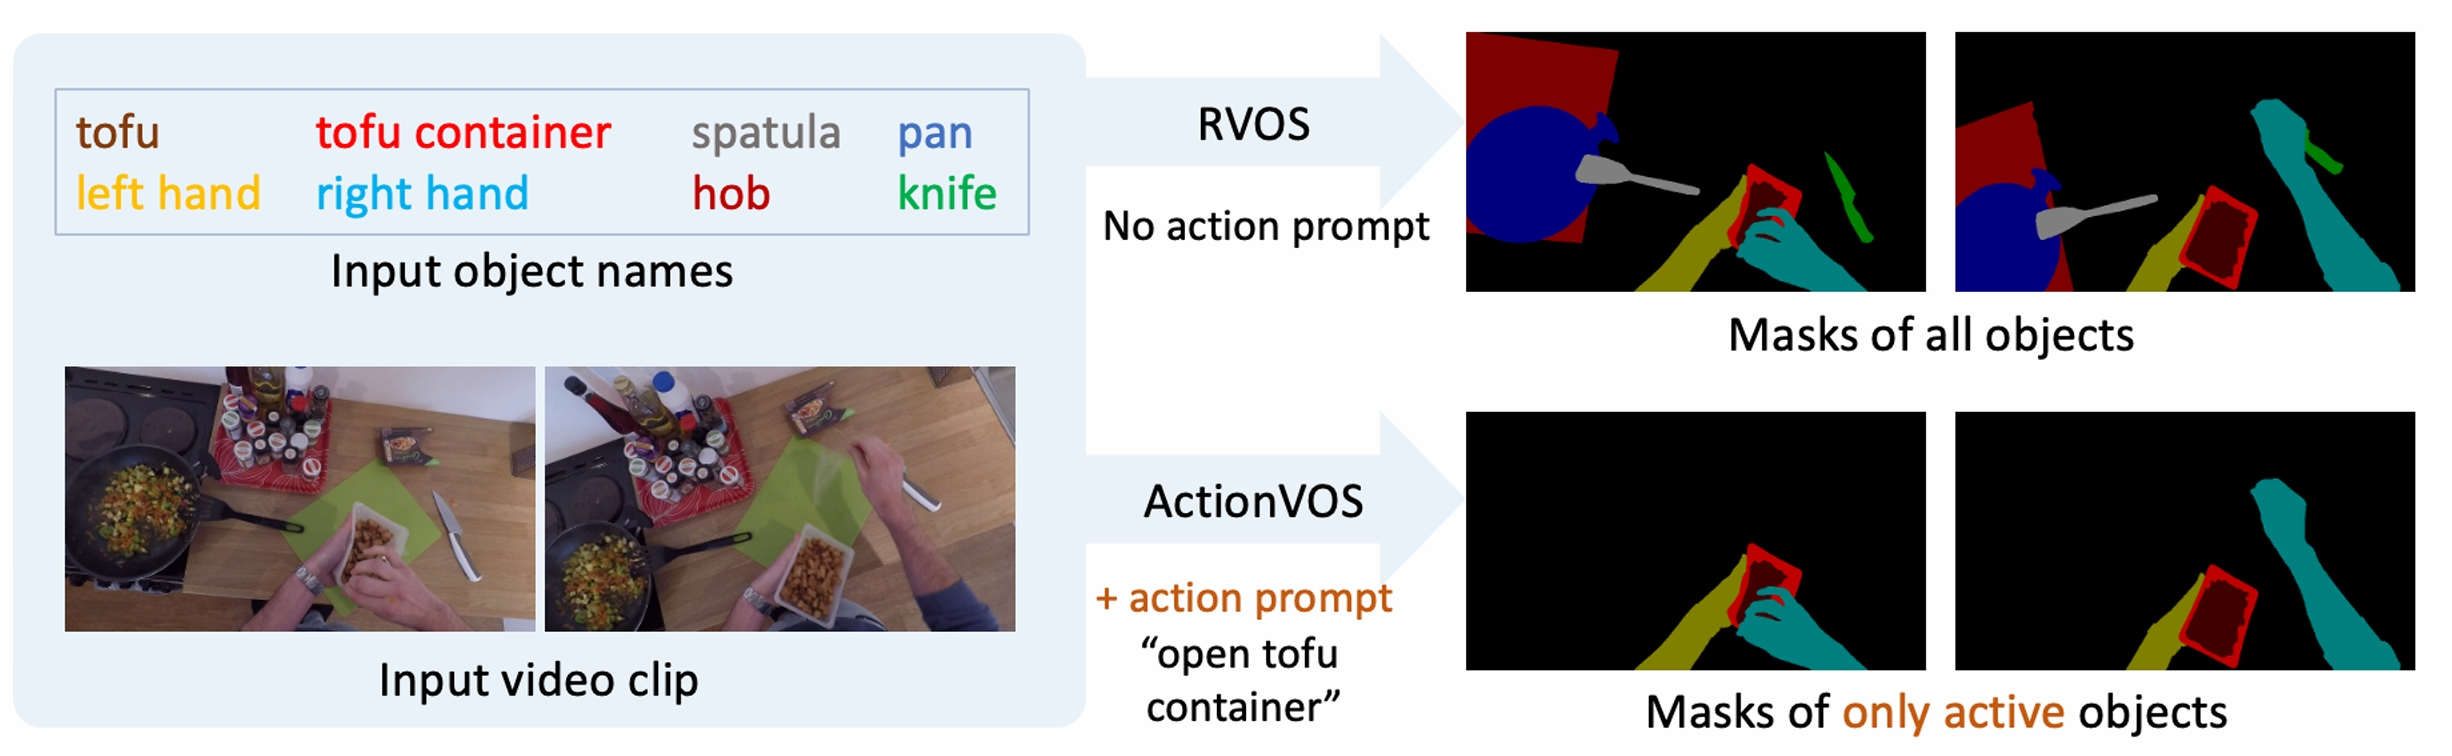 tofu tofu container spatula pan
left hand right hand hob knife
Input object names
Input video clip
RVOS
No action prompt
Masks of all objects
ActionVOS
+ action prompt
“open tofu
container”
Masks of only active objects